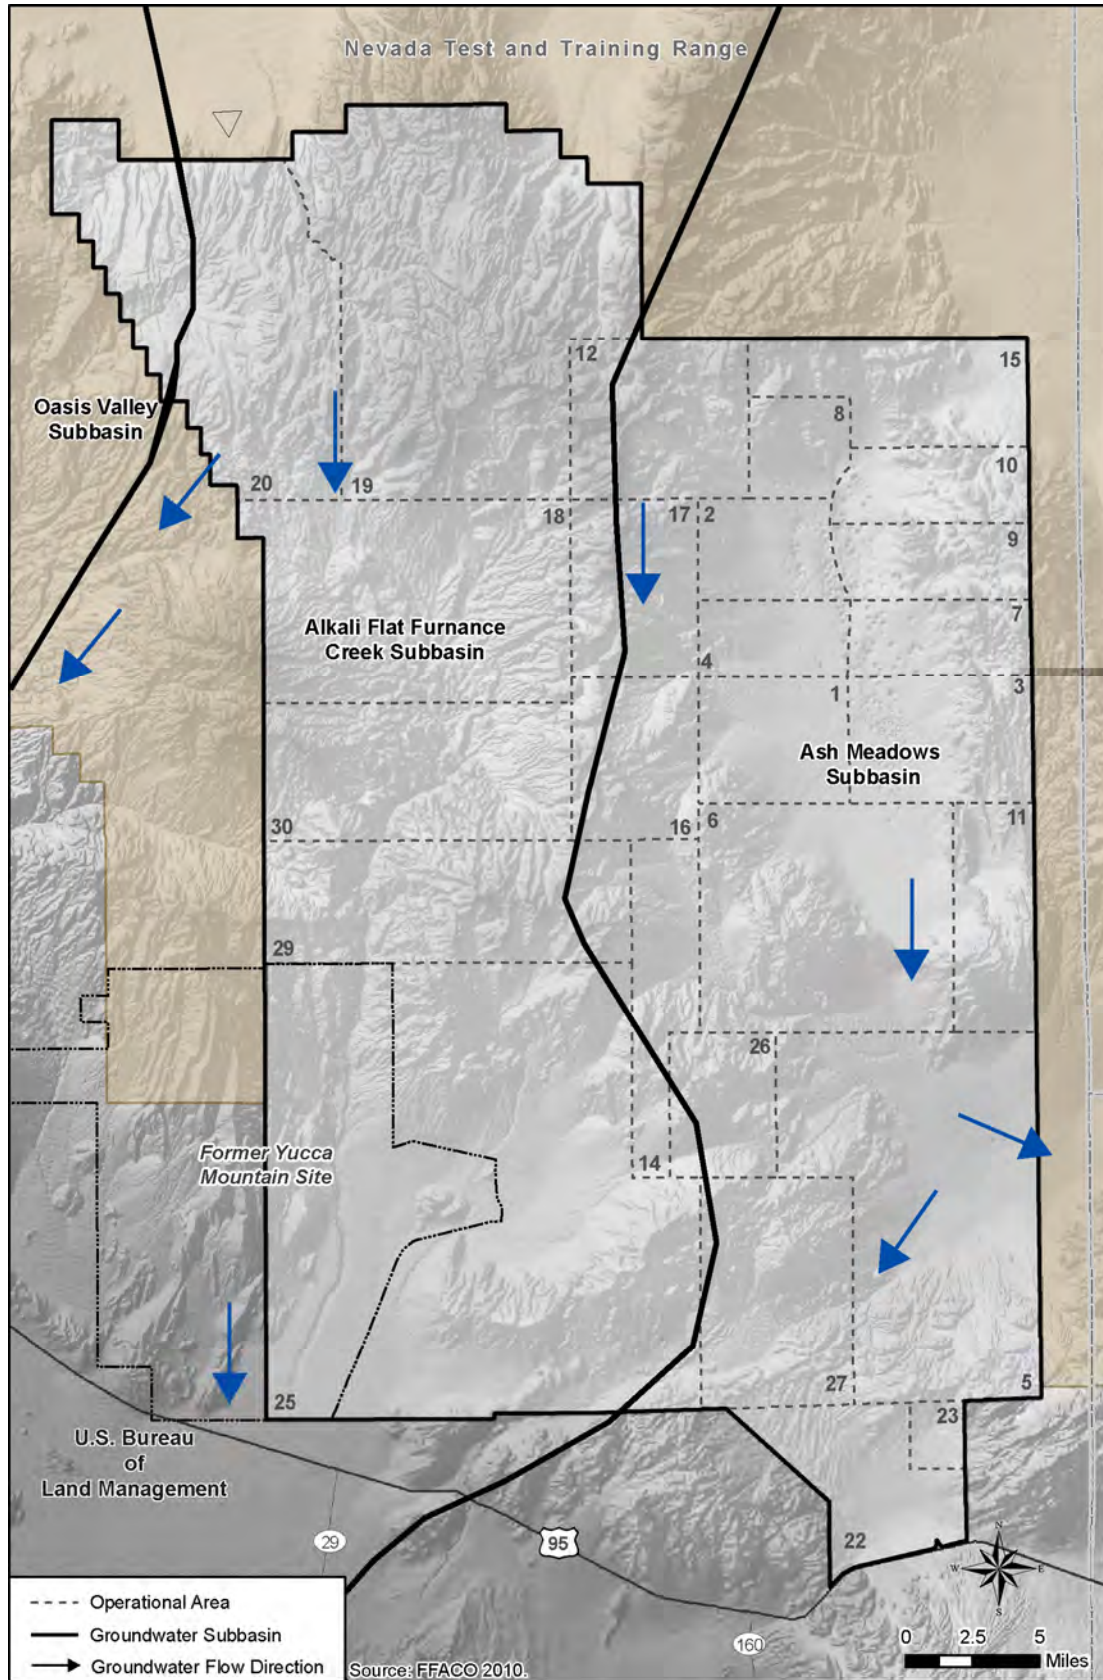 Nevada Test and Training Range
12
15
Oasis Valley
Subbasin
8
10
20
19
18
17
2
9
7
Alkali Flat Furnance
Creek Subbasin
4
1
3
Ash Meadows
Subbasin
30
16
6
11
29
26
Former Yucca
Mountain Site
14
25
27
5
23
U.S. Bureau
of
Land Management
29
95
22
N
W
E
S
160
Operational Area
Groundwater Subbasin
Groundwater Flow Direction
Source: FFACO 2010.
0
2.5
5
Miles